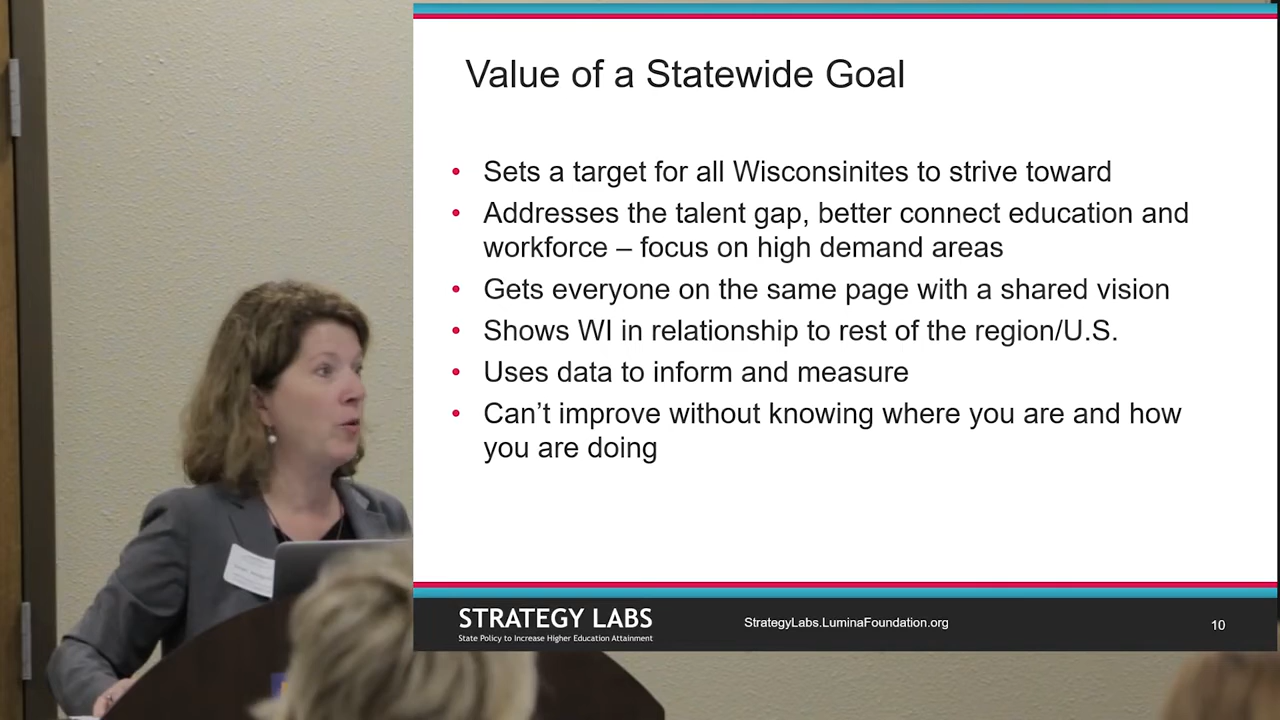 Value of a Statewide Goal
• Sets a target for all Wisconsinites to strive toward
• Addresses the talent gap, better connect education and
workforce – focus on high demand areas
• Gets everyone on the same page with a shared vision
• Shows WI in relationship to rest of the region/U.S.
• Uses data to inform and measure
• Can’t improve without knowing where you are and how
you are doing
STRATEGY LABS
State Policy to Increase Higher Education Attainment
StrategyLabs.LuminaFoundation.org
10